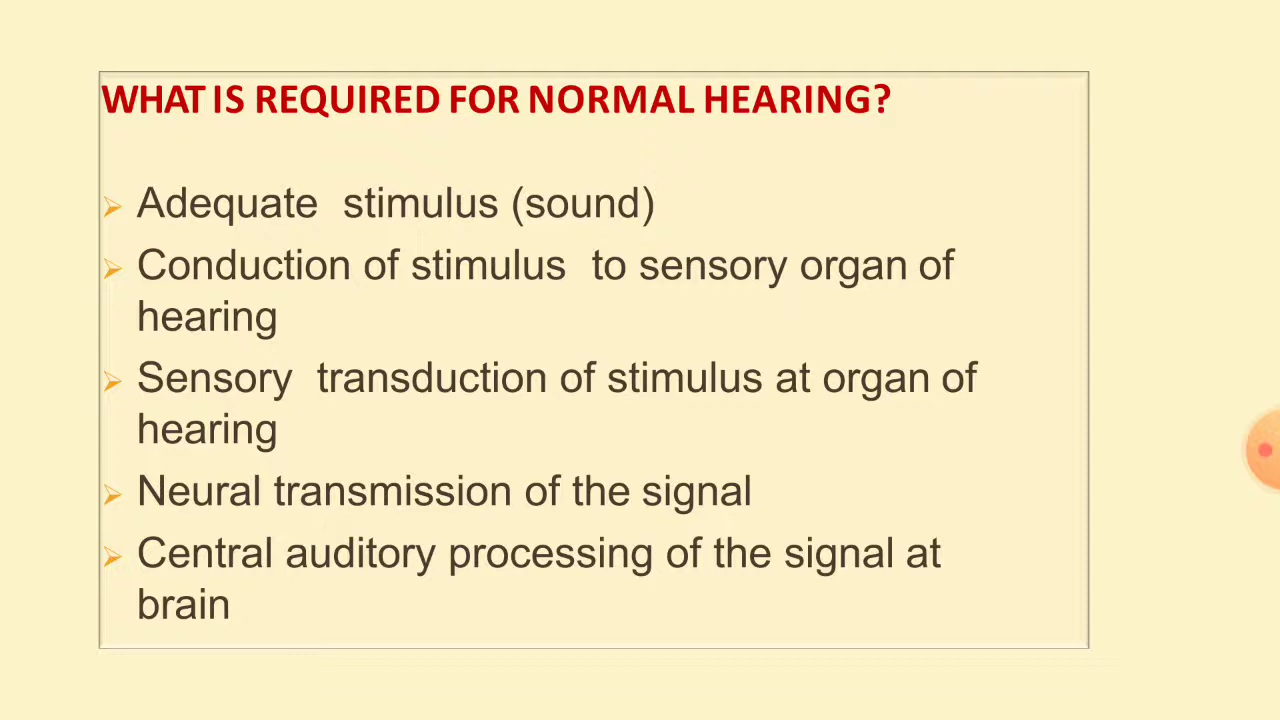 WHAT IS REQUIRED FOR NORMAL HEARING?
➢ Adequate stimulus (sound)
➢ Conduction of stimulus to sensory organ of
hearing
➢ Sensory transduction of stimulus at organ of
hearing
➢ Neural transmission of the signal
➢ Central auditory processing of the signal at
brain